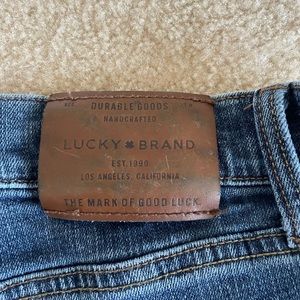 DURABLE GOODS
HANDCRAFTED
LUCKY BRAND
EST. 1990
LOS ANGELES, CALIFORNIA
THE MARK OF GOOD LUCK.